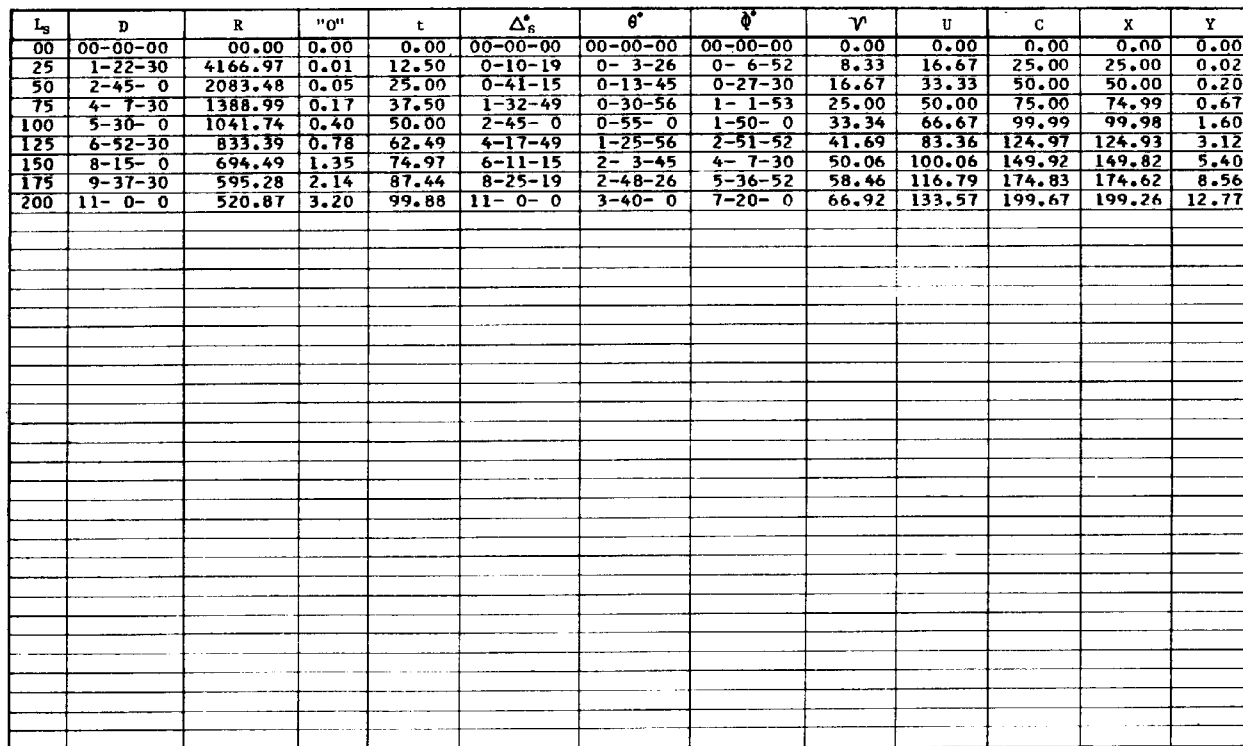 Ls D R "O" t Δ°s θ° Φ° V U C X Y
00 00-00-00 00.00 0.00 0.00 00-00-00 00-00-00 00-00-00 0.00 0.00 0.00 0.00 0.00
25 1-22-30 4166.97 0.01 12.50 0-10-19 0- 3-26 0- 6-52 8.33 16.67 25.00 25.00 0.02
50 2-45- 0 2083.48 0.05 25.00 0-41-15 0-13-45 0-27-30 16.67 33.33 50.00 50.00 0.20
75 4- 7-30 1388.99 0.17 37.50 1-32-49 0-30-56 1- 1-53 25.00 50.00 75.00 74.99 0.67
100 5-30- 0 1041.74 0.40 50.00 2-45- 0 0-55- 0 1-50- 0 33.34 66.67 99.99 99.98 1.60
125 6-52-30 833.39 0.78 62.49 4-17-49 1-25-56 2-51-52 41.69 83.36 124.97 124.93 3.12
150 8-15- 0 694.49 1.35 74.97 6-11-15 2- 3-45 4- 7-30 50.06 100.06 149.92 149.82 5.40
175 9-37-30 595.28 2.14 87.44 8-25-19 2-48-26 5-36-52 58.46 116.79 174.83 174.62 8.56
200 11- 0- 0 520.87 3.20 99.88 11- 0- 0 3-40- 0 7-20- 0 66.92 133.57 199.67 199.26 12.77